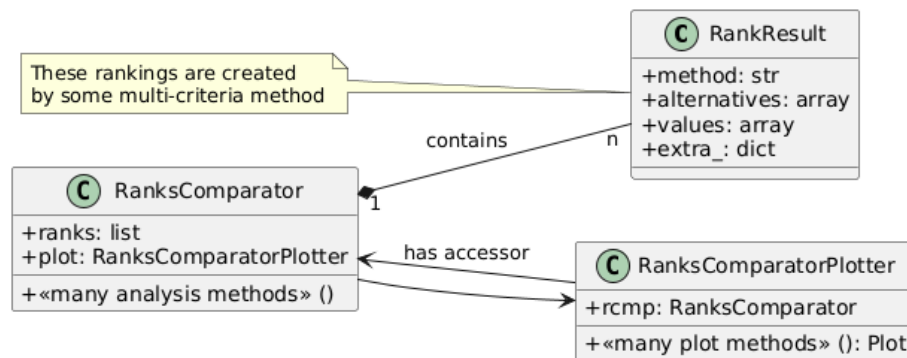 C RankResult
+method: str
+alternatives: array
+values: array
+extra_: dict
These rankings are created
by some multi-criteria method
contains
n
1
C RanksComparator
+ranks: list
+plot: RanksComparatorPlotter
+«many analysis methods» ()
has accessor
C RanksComparatorPlotter
+rcmp: RanksComparator
+«many plot methods» (): Plot